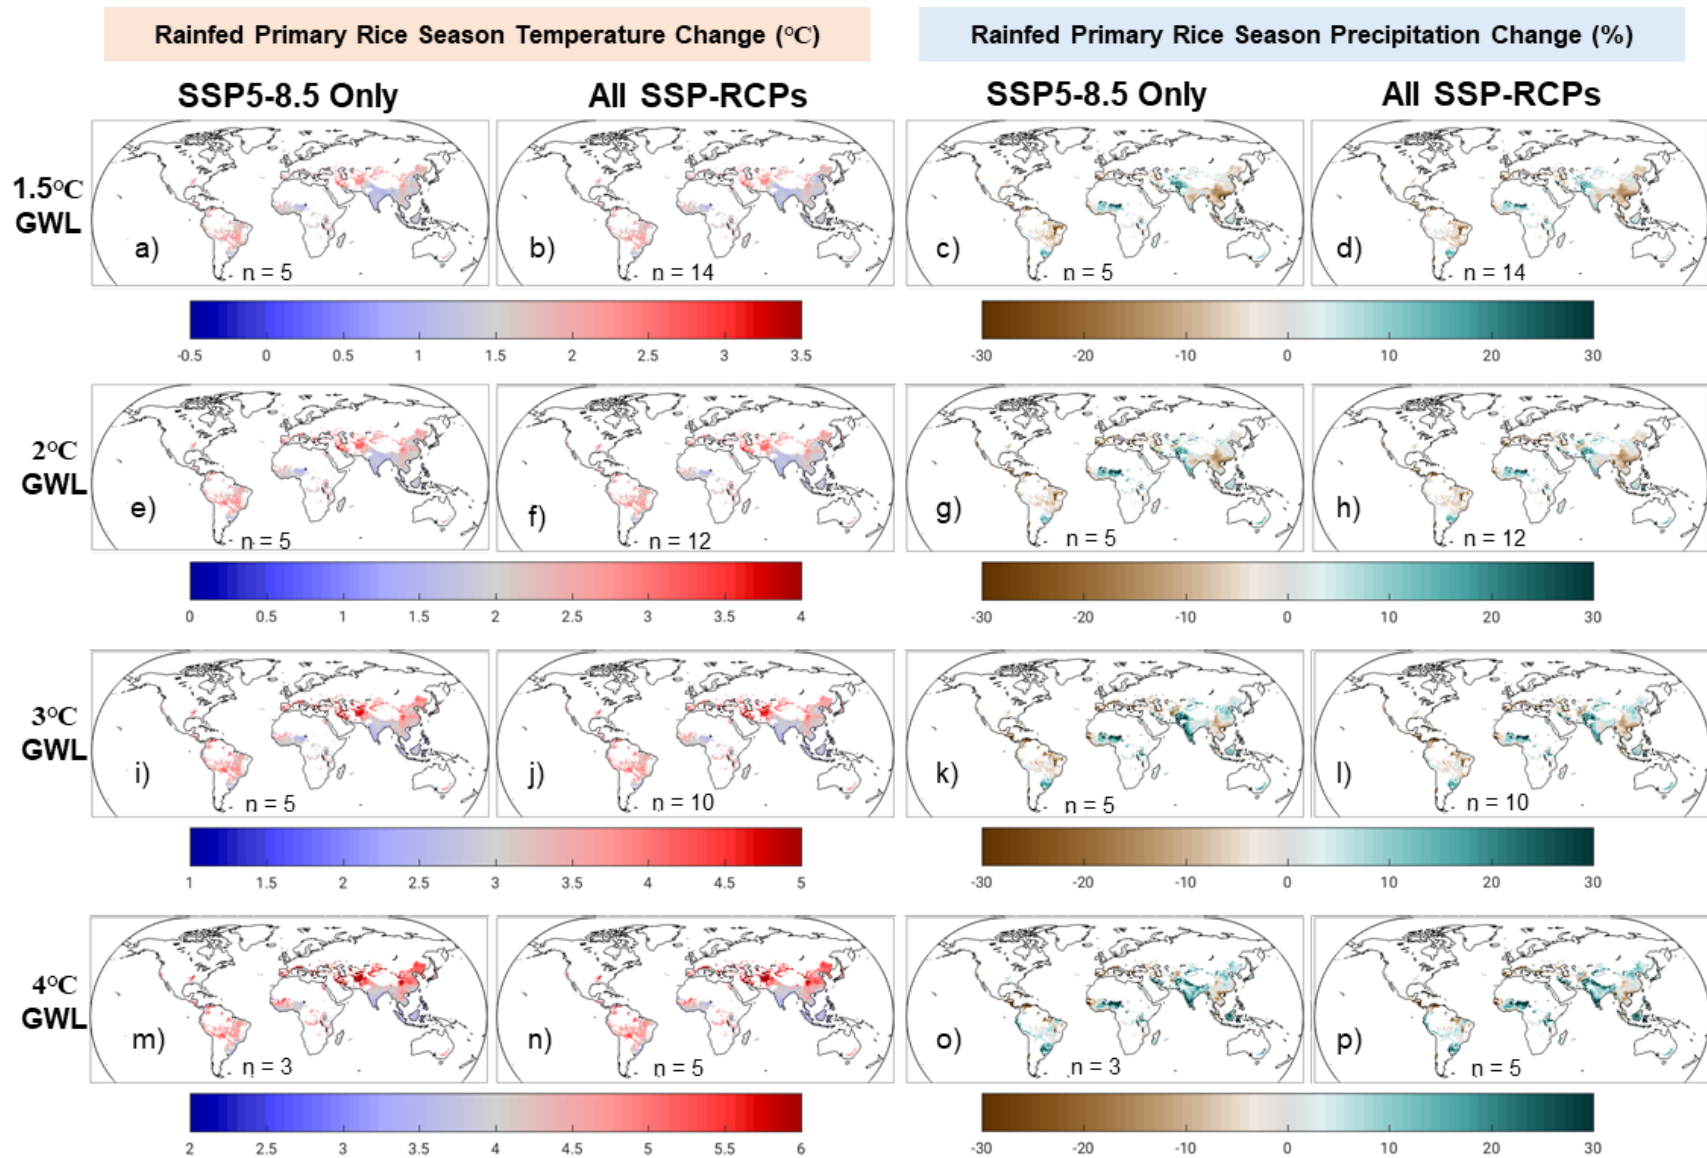 Rainfed Primary Rice Season Temperature Change (°C)
Rainfed Primary Rice Season Precipitation Change (%)
SSP5-8.5 Only
All SSP-RCPs
SSP5-8.5 Only
All SSP-RCPs
1.5°C
GWL
a)
n = 5
b)
n = 14
c)
n = 5
d)
n = 14
-0.5 0 0.5 1 1.5 2 2.5 3 3.5
-30 -20 -10 0 10 20 30
2°C
GWL
e)
n = 5
f)
n = 12
g)
n = 5
h)
n = 12
0 0.5 1 1.5 2 2.5 3 3.5 4
-30 -20 -10 0 10 20 30
3°C
GWL
i)
n = 5
j)
n = 10
k)
n = 5
l)
n = 10
1 1.5 2 2.5 3 3.5 4 4.5 5
-30 -20 -10 0 10 20 30
4°C
GWL
m)
n = 3
n)
n = 5
o)
n = 3
p)
n = 5
2 2.5 3 3.5 4 4.5 5 5.5 6
-30 -20 -10 0 10 20 30